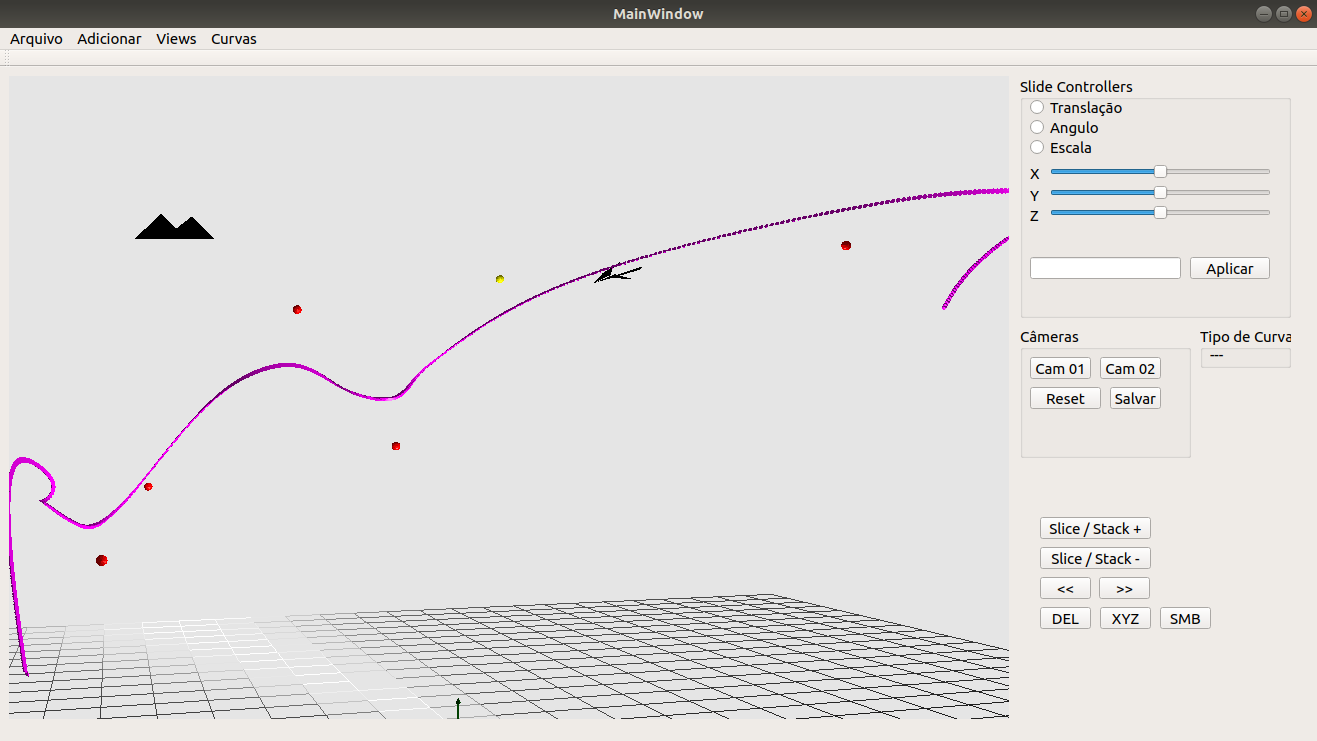 MainWindow
Arquivo Adicionar Views Curvas
Slide Controllers
Translação
Angulo
Escala
X
Y
Z
Aplicar
Câmeras Tipo de Curva
Cam 01 Cam 02 ---
Reset Salvar
Slice / Stack +
Slice / Stack -
<< >>
DEL XYZ SMB